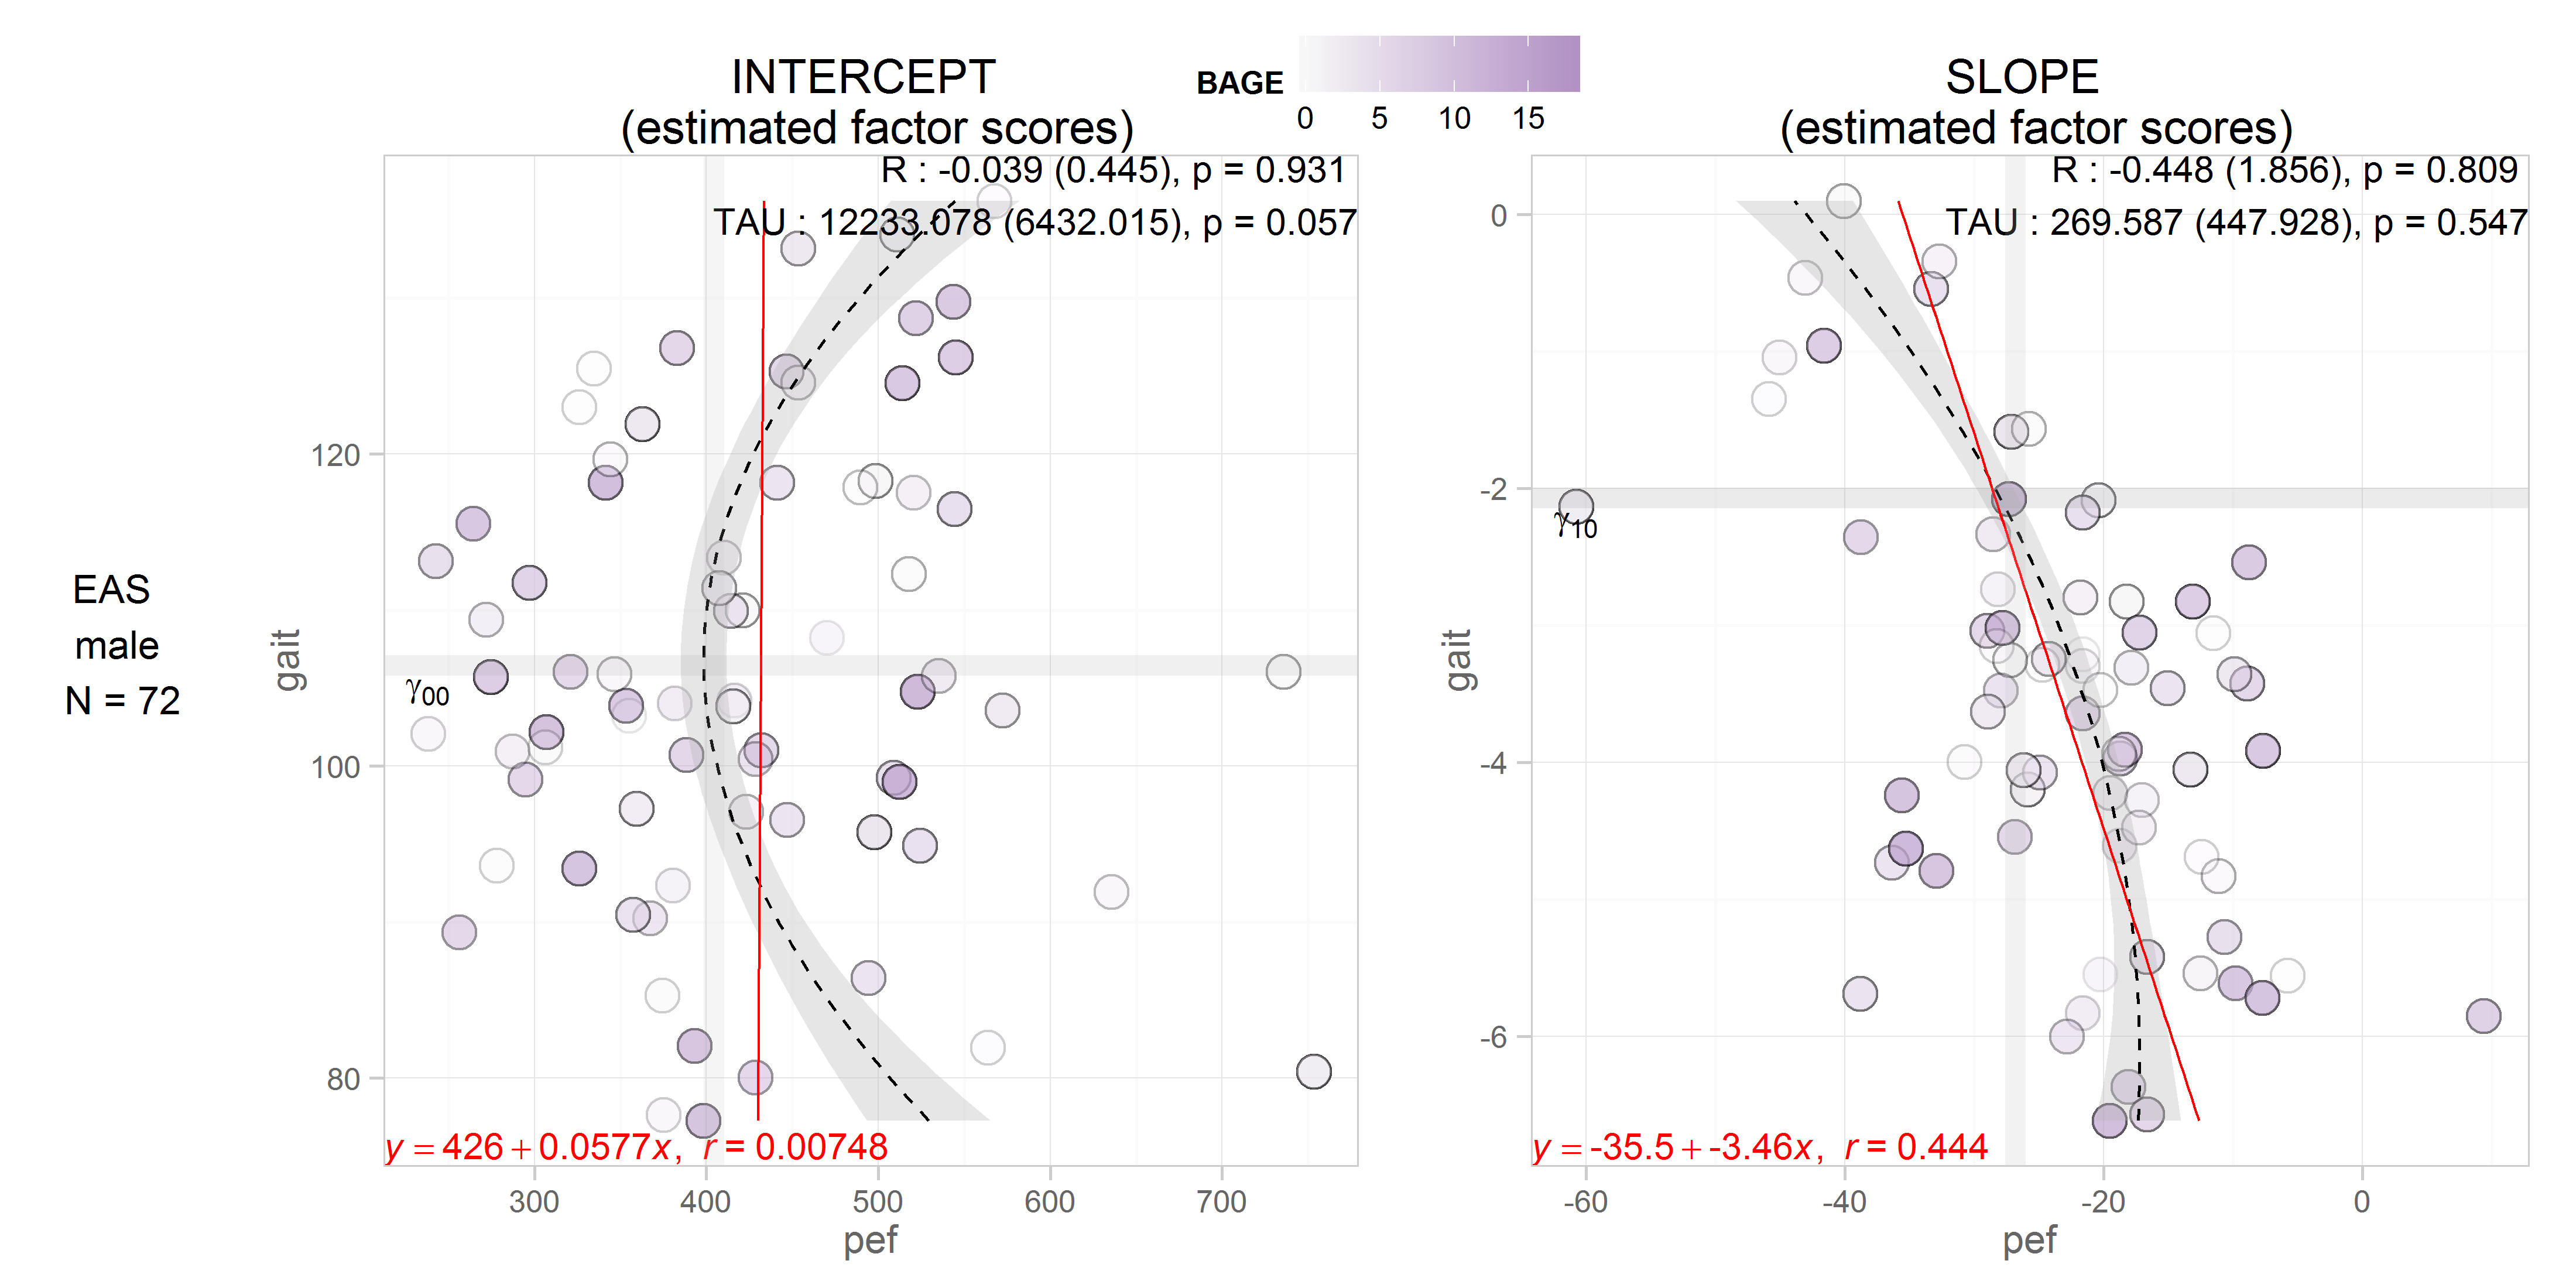 BAGE
0 5 10 15
INTERCEPT
(estimated factor scores)
R : -0.039 (0.445), p = 0.931
TAU : 12233.078 (6432.015), p = 0.057
EAS
male
N = 72
gait
120
100
80
γ00
y = 426 + 0.0577x, r = 0.00748
300 400 500 600 700
pef
SLOPE
(estimated factor scores)
R : -0.448 (1.856), p = 0.809
TAU : 269.587 (447.928), p = 0.547
gait
0
-2
-4
-6
γ10
y = -35.5 + -3.46x, r = 0.444
-60 -40 -20 0
pef